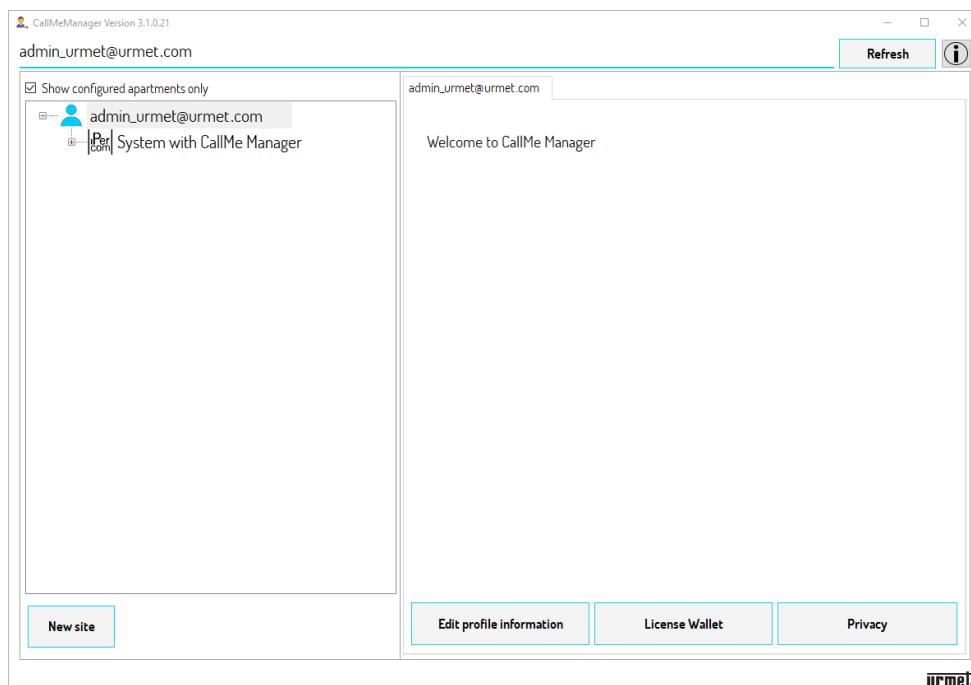 CallMeManager Version 3.1.0.21
admin_urmet@urmet.com
Refresh
i
Show configured apartments only
admin_urmet@urmet.com
iPercom System with CallMe Manager
admin_urmet@urmet.com
Welcome to CallMe Manager
New site
Edit profile information
License Wallet
Privacy
urmet